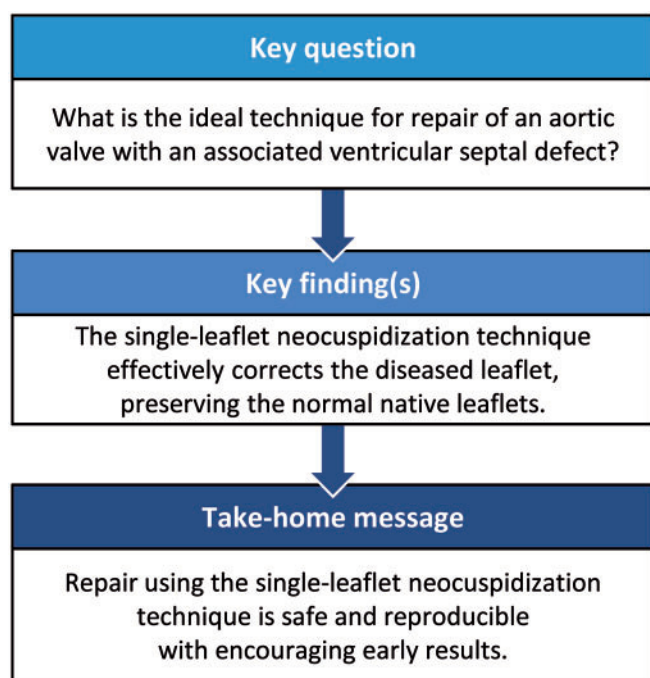 Key question
What is the ideal technique for repair of an aortic
valve with an associated ventricular septal defect?
Key finding(s)
The single-leaflet neocuspidization technique
effectively corrects the diseased leaflet,
preserving the normal native leaflets.
Take-home message
Repair using the single-leaflet neocuspidization
technique is safe and reproducible
with encouraging early results.